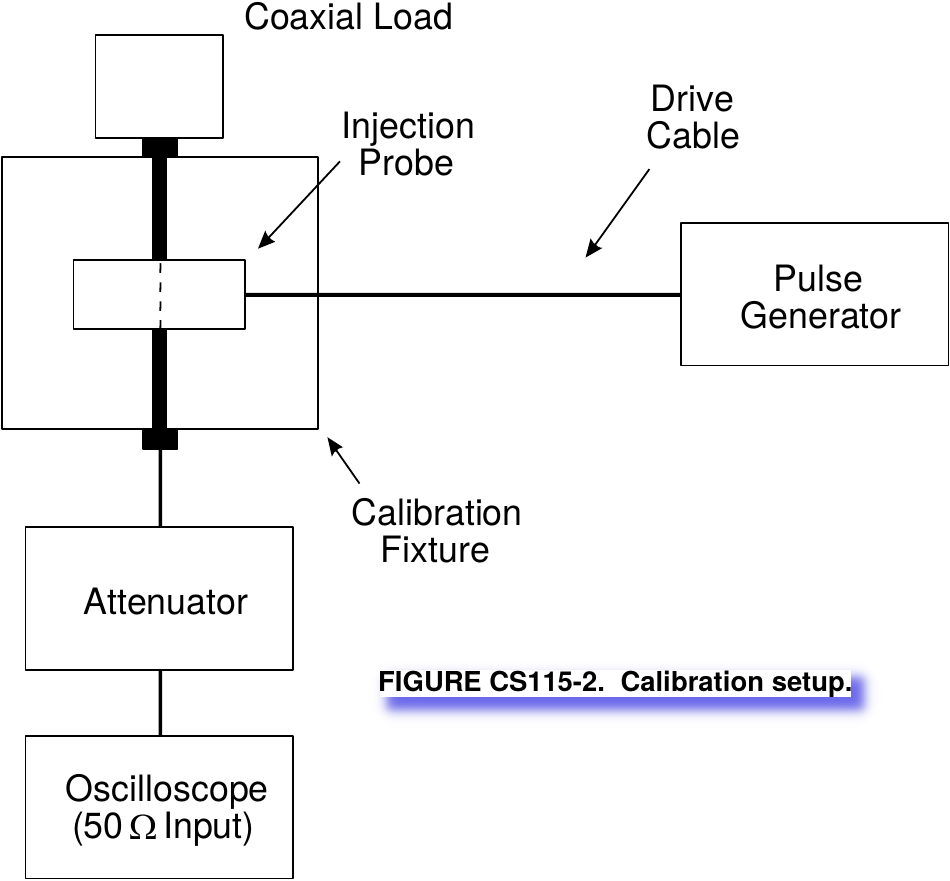 Coaxial Load
Injection
Probe
Drive
Cable
Pulse
Generator
Calibration
Fixture
Attenuator
FIGURE CS115-2.  Calibration setup.
Oscilloscope
(50 Ω Input)